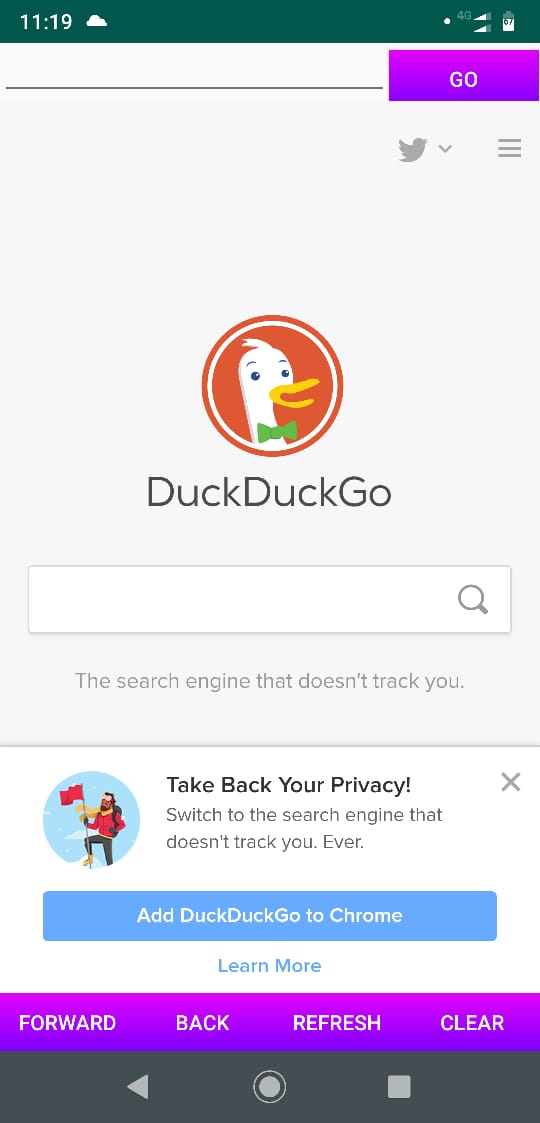 11:19
4G
67
GO
DuckDuckGo
The search engine that doesn't track you.
Take Back Your Privacy!
Switch to the search engine that
doesn't track you. Ever.
Add DuckDuckGo to Chrome
Learn More
FORWARD BACK REFRESH CLEAR